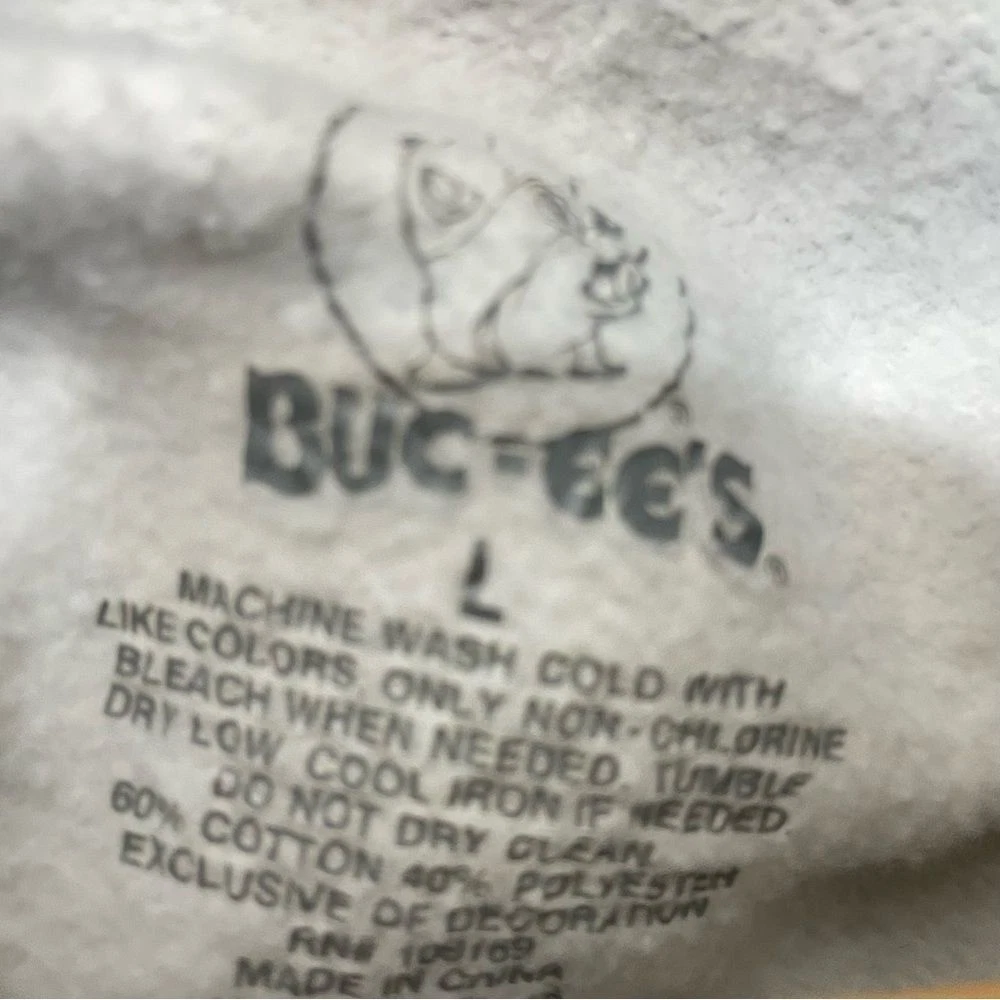 BUC-EE'S
L
MACHINE WASH COLD WITH
LIKE COLORS. ONLY NON-CHLORINE
BLEACH WHEN NEEDED. TUMBLE
DRY LOW. COOL IRON IF NEEDED.
DO NOT DRY CLEAN.
60% COTTON 40% POLYESTER
EXCLUSIVE OF DECORATION
RN#
MADE IN CHINA